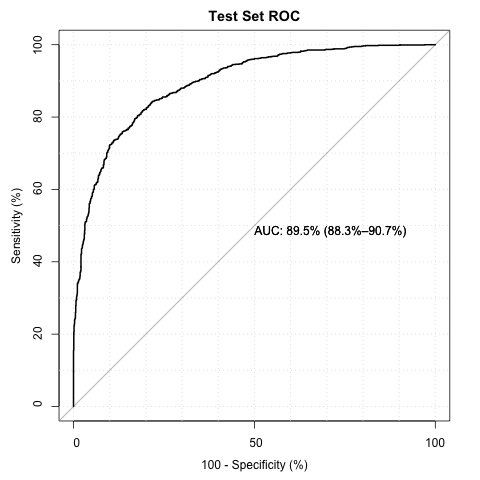 Test Set ROC
100
80
60
40
20
0
Sensitivity (%)
AUC: 89.5% (88.3%–90.7%)
0 50 100
100 - Specificity (%)